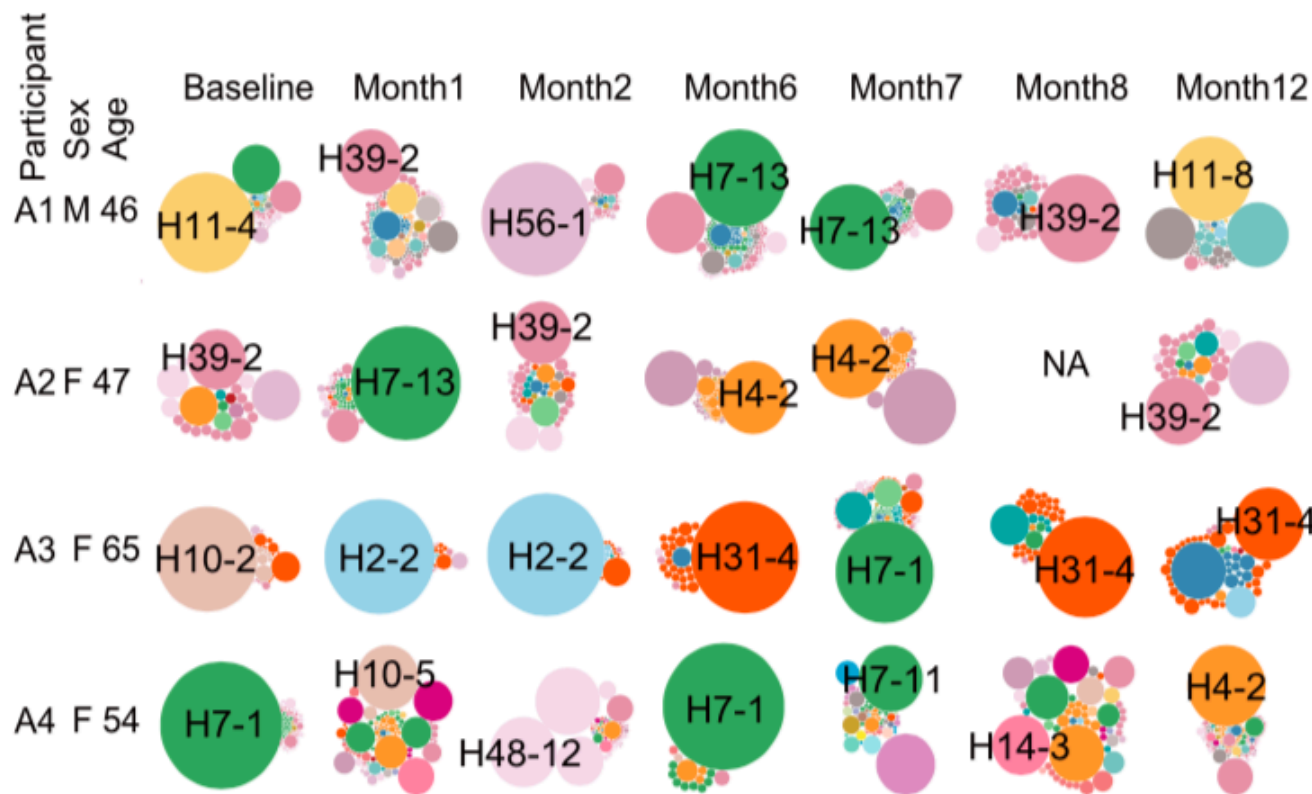 Participant
Sex
Age
Baseline Month1 Month2 Month6 Month7 Month8 Month12
A1 M 46 H11-4 H39-2 H56-1 H7-13 H7-13 H39-2 H11-8
A2 F 47 H39-2 H7-13 H39-2 H4-2 H4-2 NA H39-2
A3 F 65 H10-2 H2-2 H2-2 H31-4 H7-1 H31-4 H31-4
A4 F 54 H7-1 H10-5 H48-12 H7-1 H7-11 H14-3 H4-2